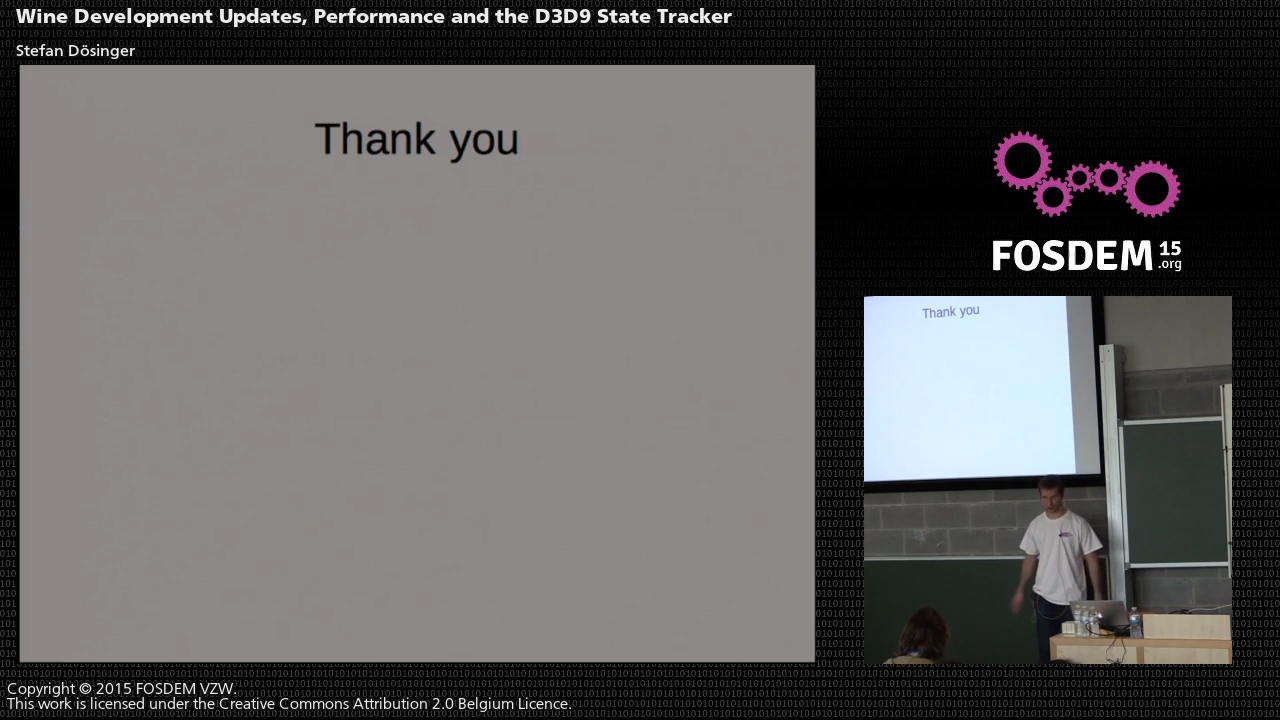 Wine Development Updates, Performance and the D3D9 State Tracker
Stefan Dösinger
Thank you
FOSDEM 15
.org
Thank you
Copyright © 2015 FOSDEM VZW.
This work is licensed under the Creative Commons Attribution 2.0 Belgium Licence.